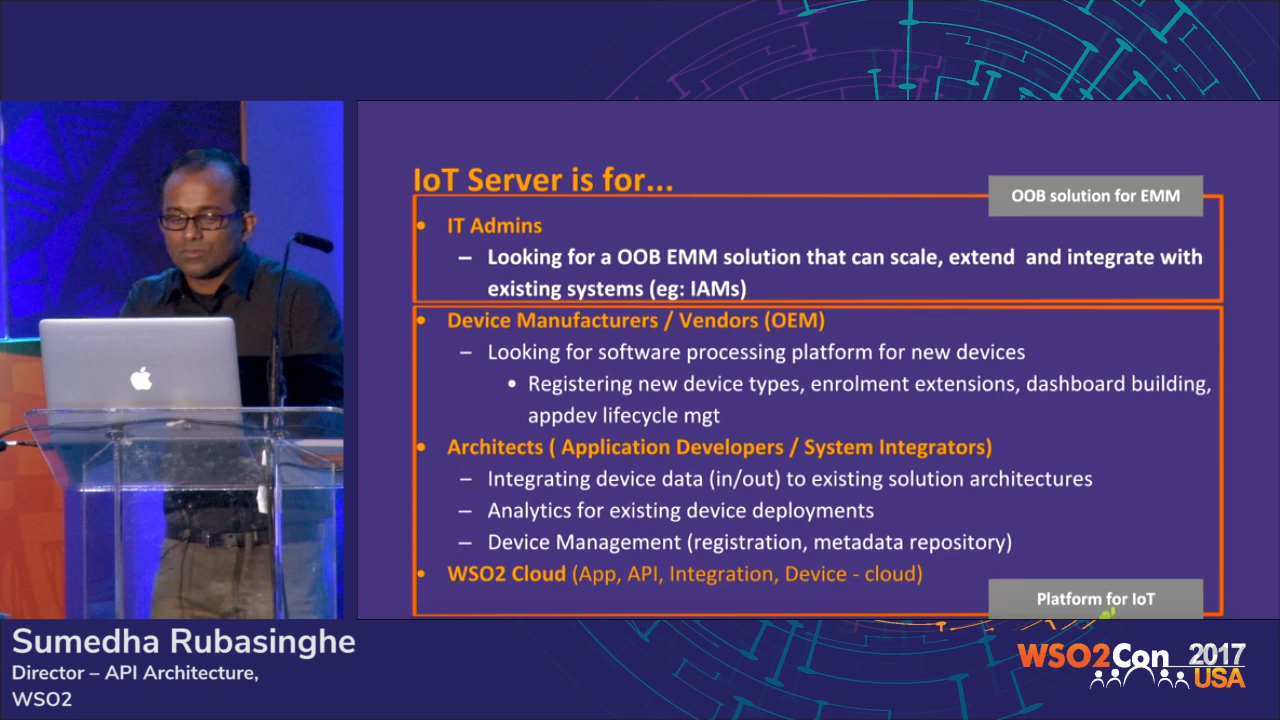 IoT Server is for...
OOB solution for EMM
• IT Admins
– Looking for a OOB EMM solution that can scale, extend and integrate with
existing systems (eg: IAMs)
• Device Manufacturers / Vendors (OEM)
– Looking for software processing platform for new devices
• Registering new device types, enrolment extensions, dashboard building,
appdev lifecycle mgt
• Architects ( Application Developers / System Integrators)
– Integrating device data (in/out) to existing solution architectures
– Analytics for existing device deployments
– Device Management (registration, metadata repository)
• WSO2 Cloud (App, API, Integration, Device - cloud)
Platform for IoT
Sumedha Rubasinghe
Director – API Architecture,
WSO2
WSO2Con 2017
USA